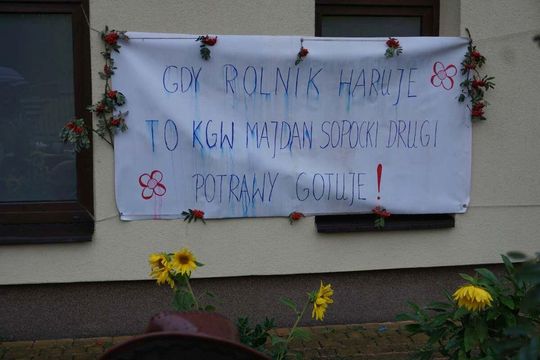 GDY ROLNIK HARUJE
TO KGW MAJDAN SOPOCKI DRUGI
POTRAWY GOTUJE!